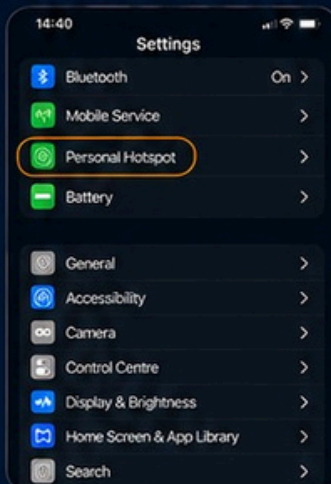 14:40
Settings
Bluetooth On
Mobile Service
Personal Hotspot
Battery
General
Accessibility
Camera
Control Centre
Display & Brightness
Home Screen & App Library
Search